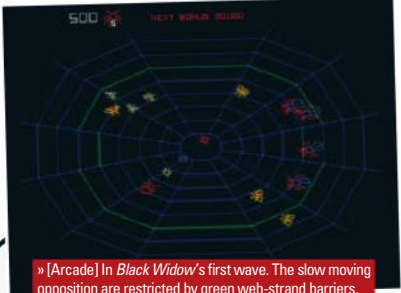 500
NEXT BONUS 20000
» [Arcade] In Black Widow's first wave. The slow moving
opposition are restricted by green web-strand barriers.